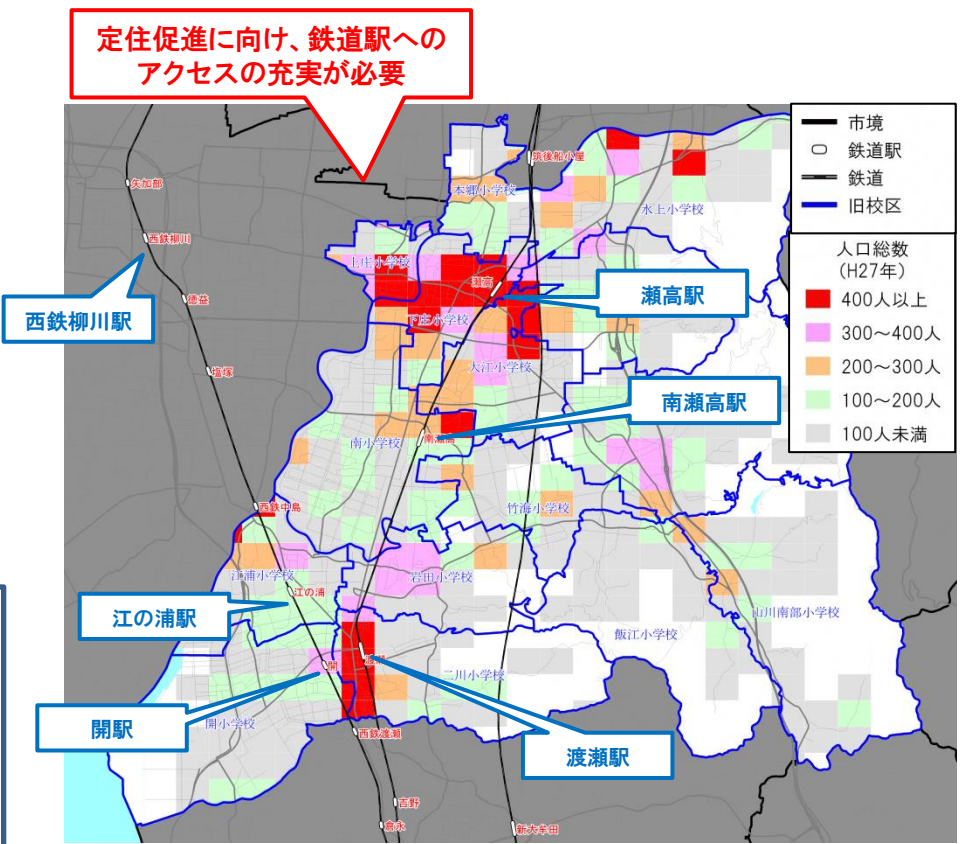 定住促進に向け、鉄道駅への
アクセスの充実が必要
市境
鉄道駅
鉄道
旧校区
人口総数
(H27年)
400人以上
300～400人
200～300人
100～200人
100人未満
筑後船小屋
矢加部
本郷小学校
水上小学校
西鉄柳川
上庄小学校
瀬高
瀬高駅
徳益
西鉄柳川駅
下庄小学校
塩塚
大江小学校
南瀬高駅
南小学校
南瀬高
西鉄中島
竹海小学校
江浦小学校
岩田小学校
江の浦
江の浦駅
山川南部小学校
飯江小学校
渡瀬
開
二川小学校
開駅
開小学校
西鉄渡瀬
渡瀬駅
吉野
倉永
新大牟田